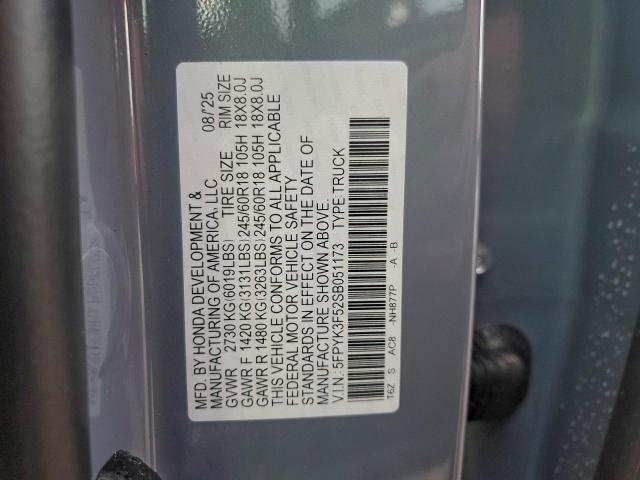 MFD. BY HONDA DEVELOPMENT & 08/25
MANUFACTURING OF AMERICA, LLC
GVWR 2730 KG(6019LBS) TIRE SIZE RIM SIZE
GAWR F 1420 KG(3131LBS) 245/60R18 105H 18X8.0J
GAWR R 1480 KG(3263LBS) 245/60R18 105H 18X8.0J
THIS VEHICLE CONFORMS TO ALL APPLICABLE
FEDERAL MOTOR VEHICLE SAFETY
STANDARDS IN EFFECT ON THE DATE OF
MANUFACTURE SHOWN ABOVE.
V.I.N.: 5FPYK3F52SB051173 TYPE:TRUCK
T6Z S AC8 -NH877P -A -B